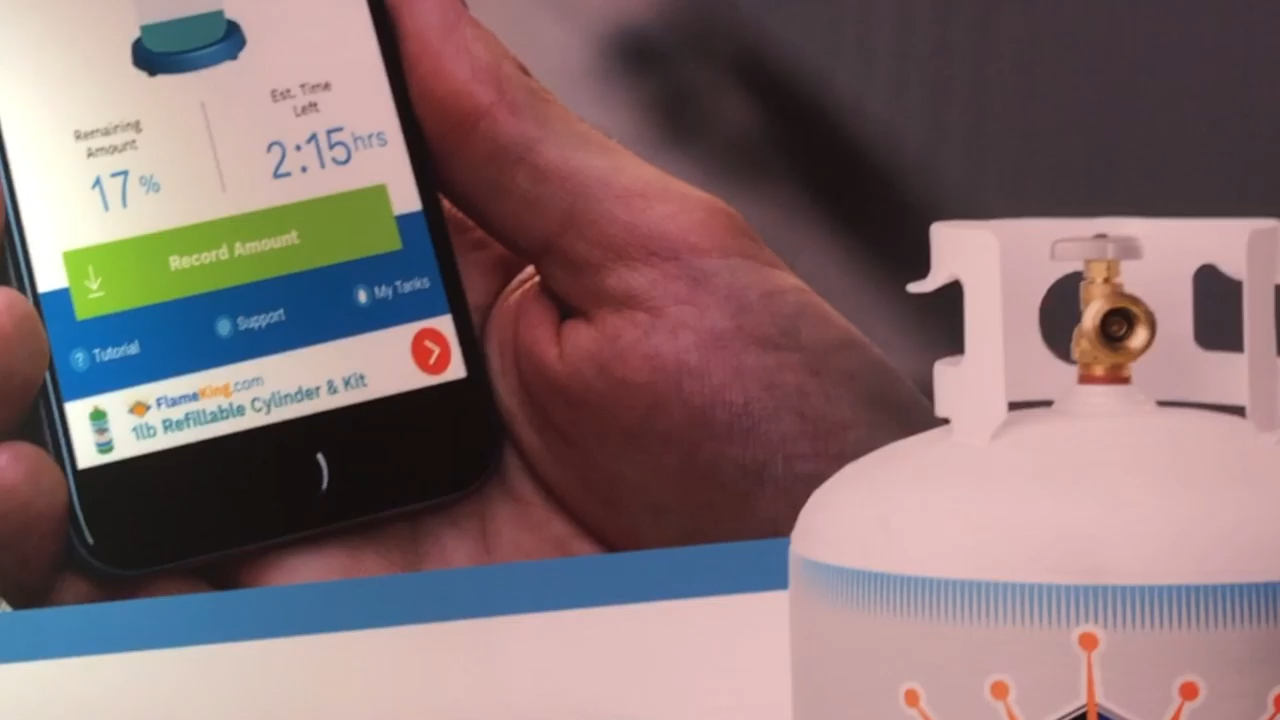 Remaining
Amount
17%
Est. Time
Left
2:15hrs
Record Amount
? Tutorial
Support
My Tanks
FlameKing.com
1lb Refillable Cylinder & Kit